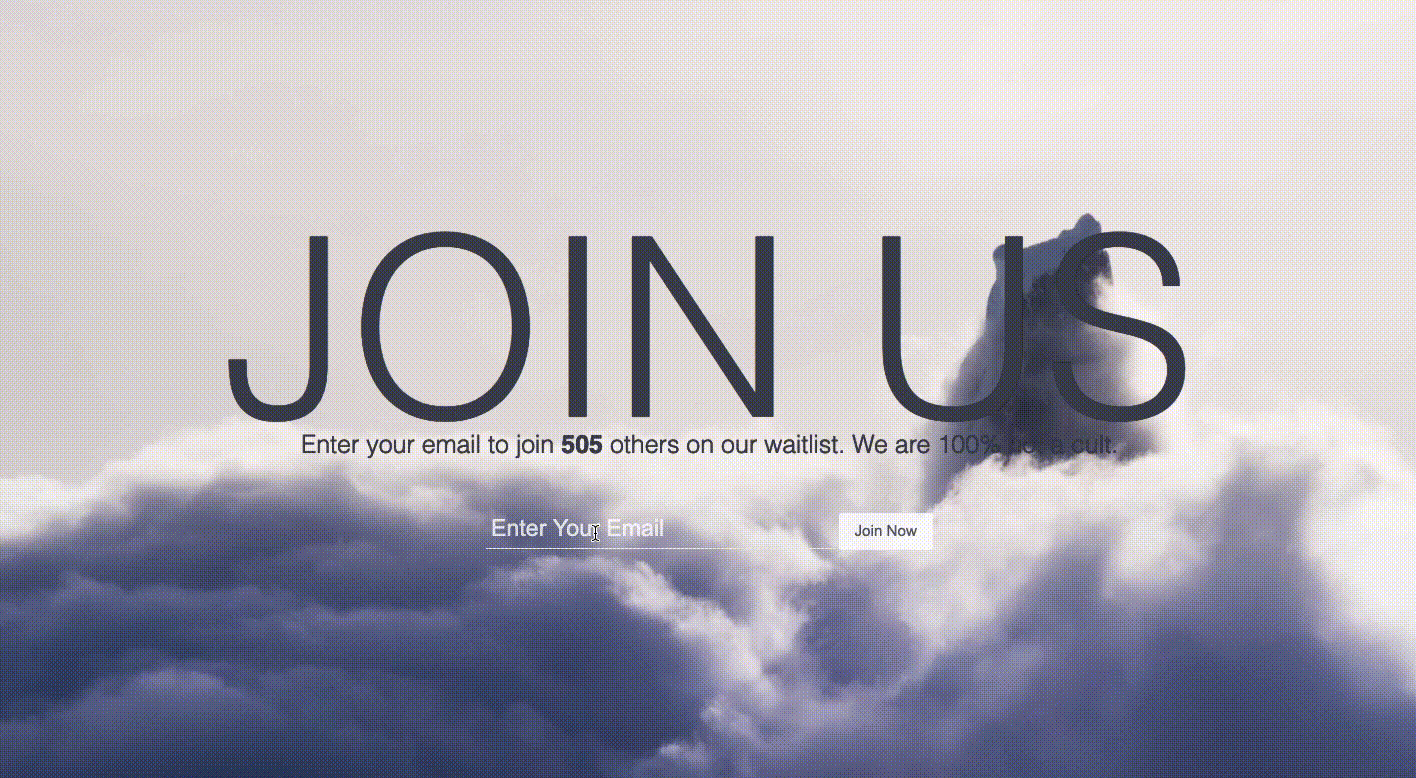 JOIN US
Enter your email to join 505 others on our waitlist. We are 100% not a cult.
Enter Your Email
Join Now